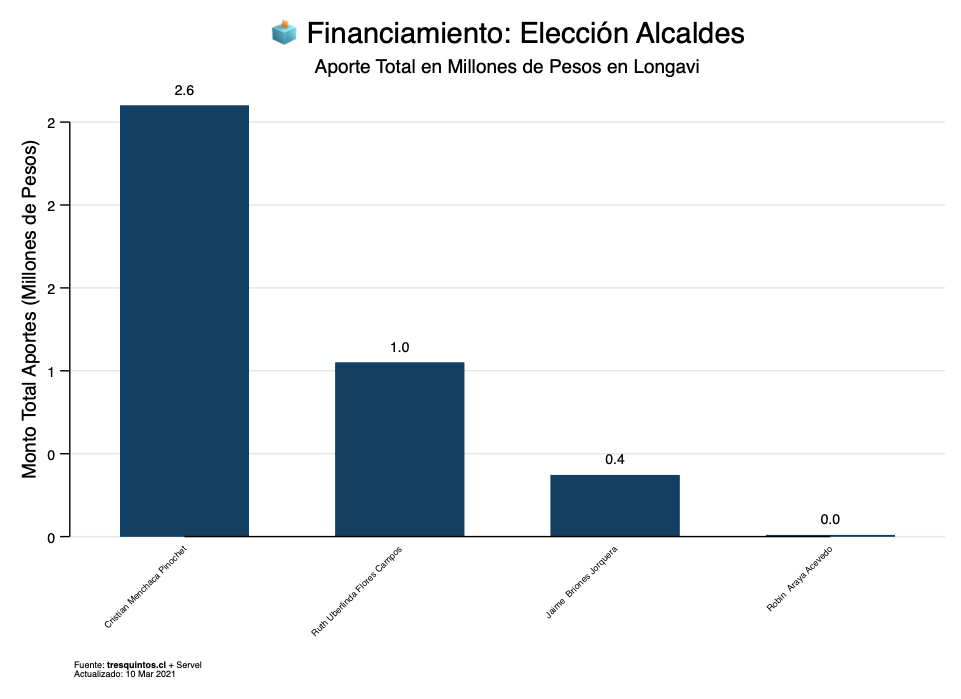 🗳️ Financiamiento: Elección Alcaldes
Aporte Total en Millones de Pesos en Longavi
Monto Total Aportes (Millones de Pesos)
2
2
2
1
0
0
2.6
1.0
0.4
0.0
Cristian Menchaca Pinochet
Ruth Uberlinda Flores Campos
Jaime Briones Jorquera
Robin Araya Acevedo
Fuente: tresquintos.cl + Servel
Actualizado: 10 Mar 2021